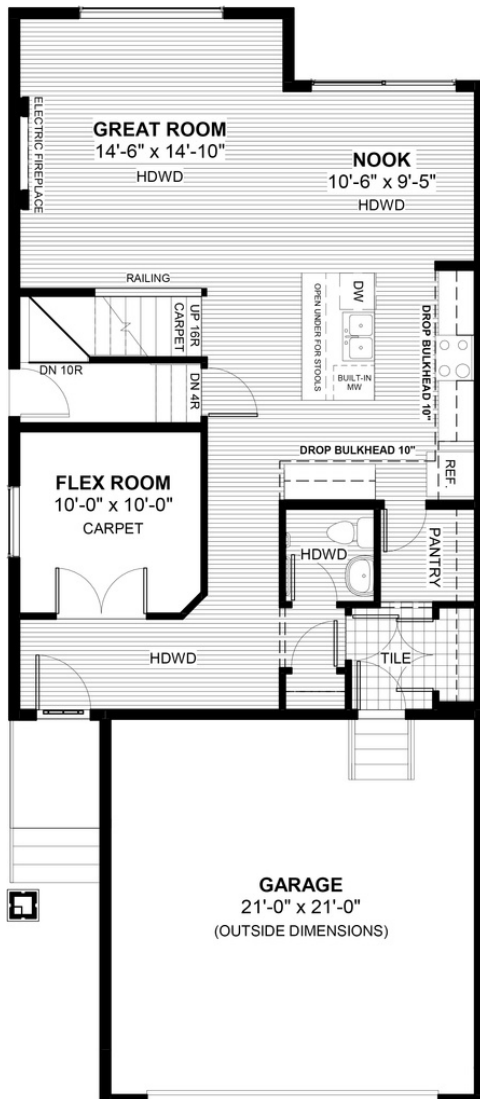 ELECTRIC FIREPLACE
GREAT ROOM
14'-6" x 14'-10"
HDWD
NOOK
10'-6" x 9'-5"
HDWD
RAILING
UP 16R
CARPET
DN 10R
DN 4R
OPEN UNDER FOR STOOLS
DW
BUILT-IN
MW
DROP BULKHEAD 10"
DROP BULKHEAD 10"
REF.
FLEX ROOM
10'-0" x 10'-0"
CARPET
HDWD
PANTRY
HDWD
TILE
GARAGE
21'-0" x 21'-0"
(OUTSIDE DIMENSIONS)